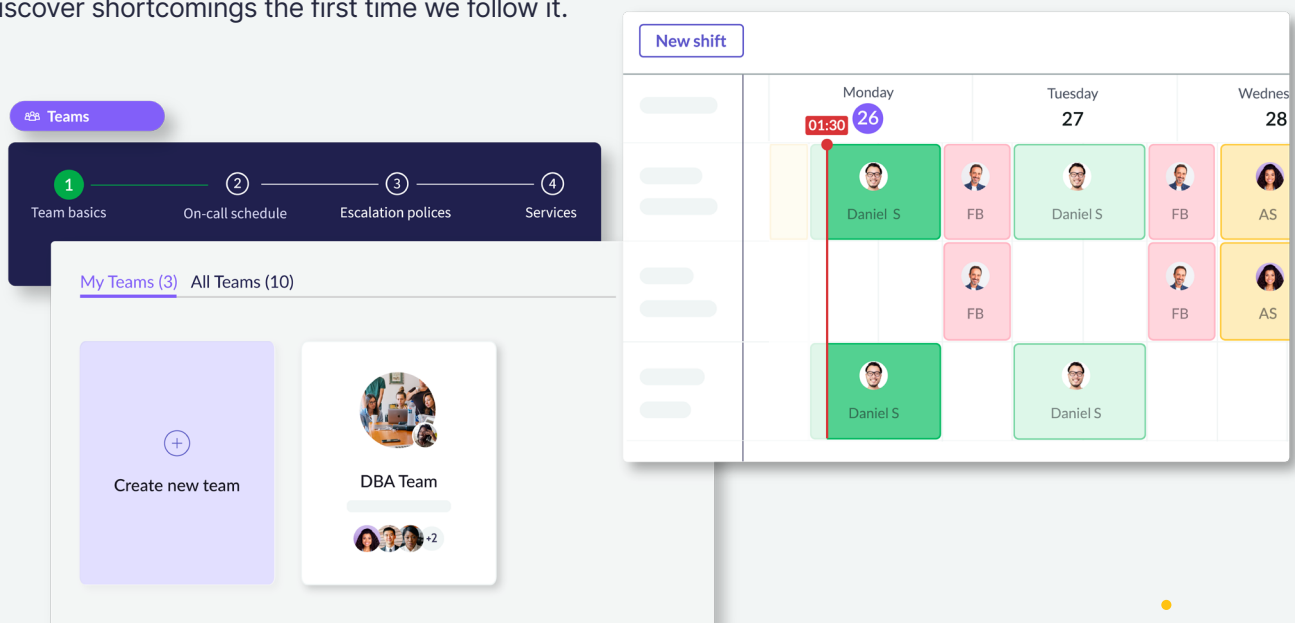 iscover shortcomings the first time we follow it.
Teams
1 2 3 4
Team basics On-call schedule Escalation polices Services
My Teams (3) All Teams (10)
Create new team
DBA Team
+2
New shift
Monday Tuesday Wednes
26 27 28
01:30
Daniel S FB Daniel S FB AS
FB FB AS
Daniel S Daniel S